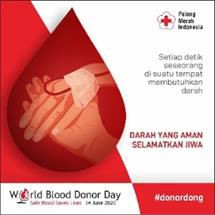 Palang
Merah
Indonesia
Setiap detik
seseorang
di suatu tempat
membutuhkan
darah
DARAH YANG AMAN
SELAMATKAN JIWA
World Blood Donor Day
Safe Blood Saves Lives 14 June 2020
#donordong